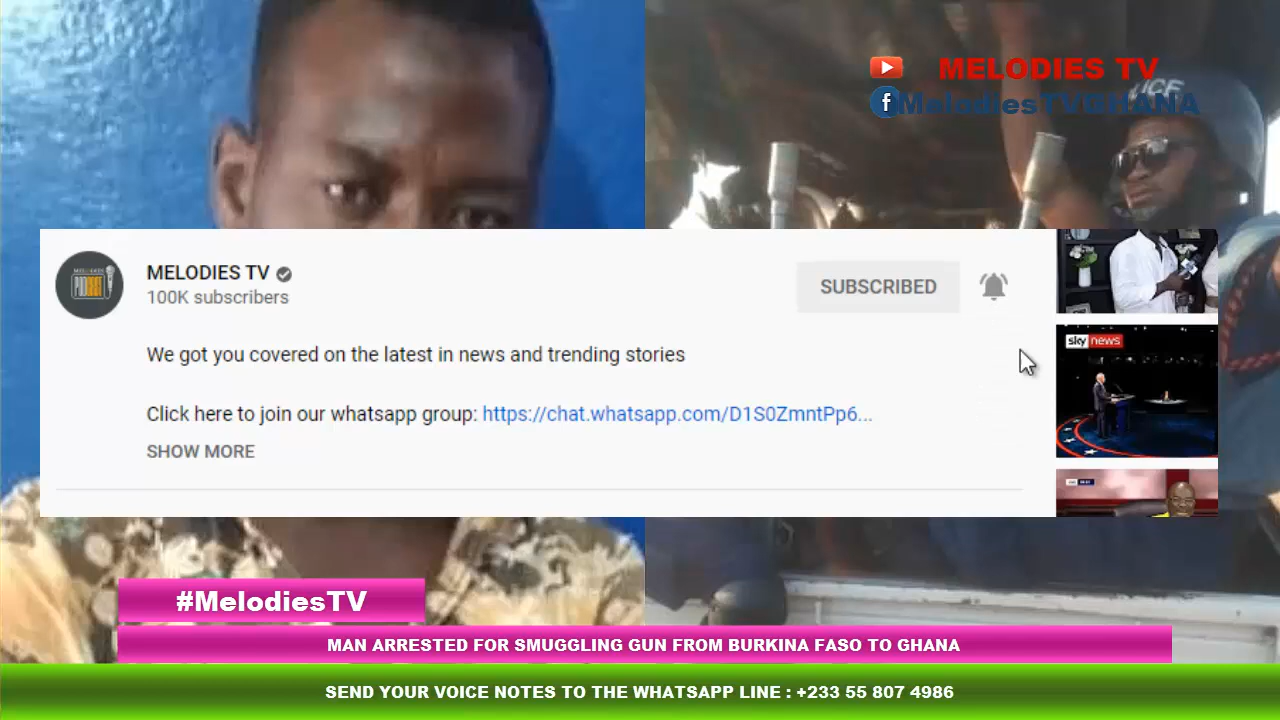 MELODIES TV
MelodiesTVGHANA
MELODIES TV
100K subscribers
SUBSCRIBED
We got you covered on the latest in news and trending stories
Click here to join our whatsapp group: https://chat.whatsapp.com/D1S0ZmntPp6...
SHOW MORE
sky news
#MelodiesTV
MAN ARRESTED FOR SMUGGLING GUN FROM BURKINA FASO TO GHANA
SEND YOUR VOICE NOTES TO THE WHATSAPP LINE : +233 55 807 4986